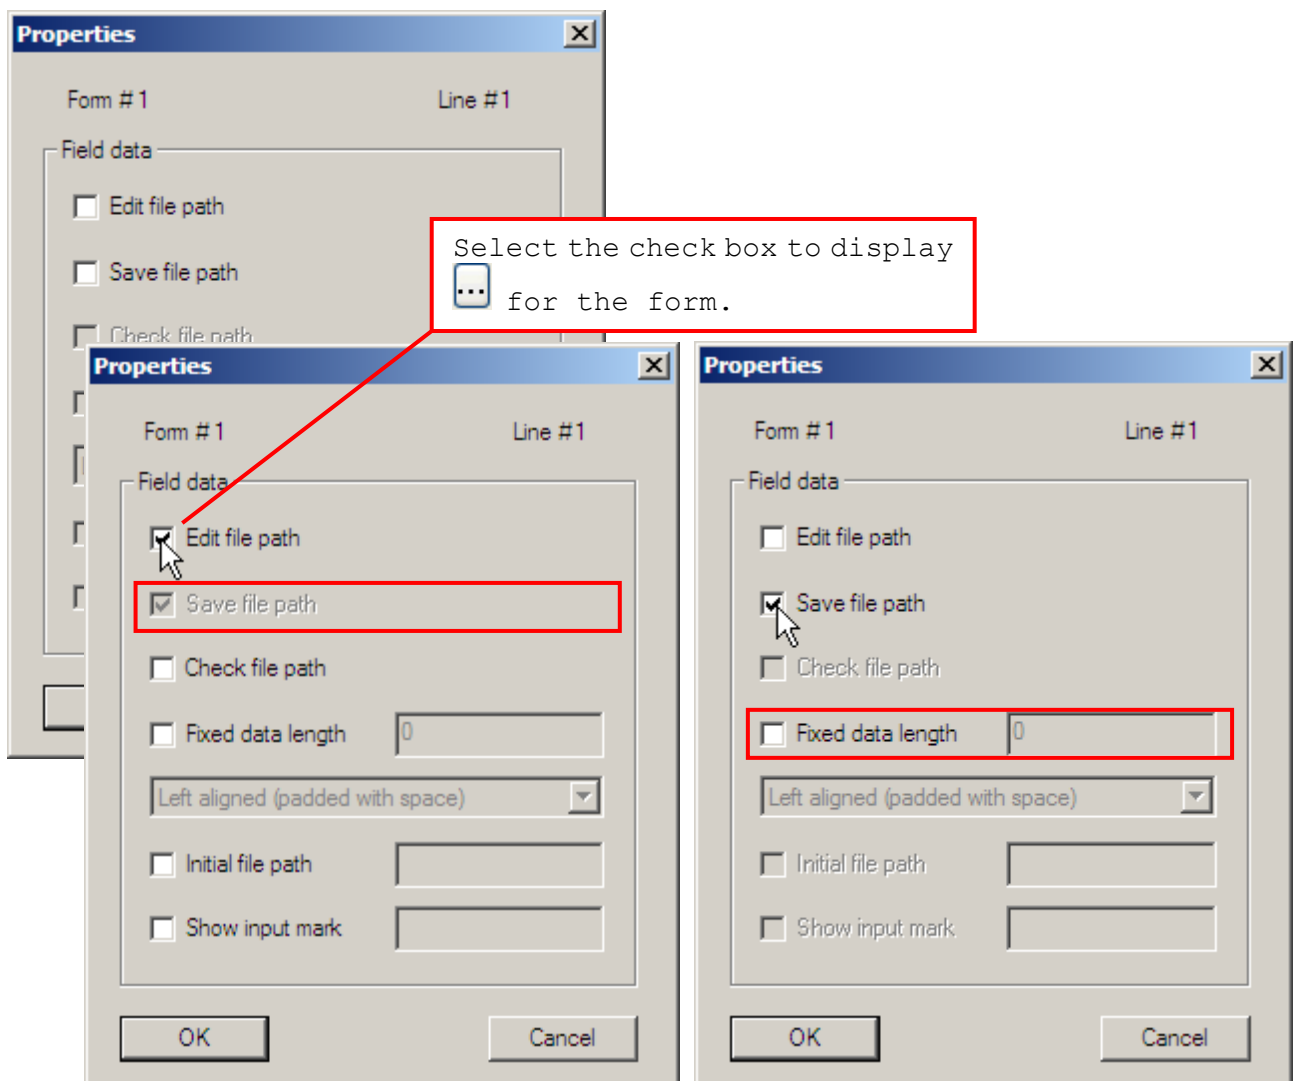 Properties
Form #1 Line #1
Field data
Edit file path
Save file path
Check file path
Select the check box to display
... for the form.
Properties
Form #1 Line #1
Field data
Edit file path
Save file path
Check file path
Fixed data length 0
Left aligned (padded with space)
Initial file path
Show input mark
OK Cancel
Properties
Form #1 Line #1
Field data
Edit file path
Save file path
Check file path
Fixed data length 0
Left aligned (padded with space)
Initial file path
Show input mark
OK Cancel